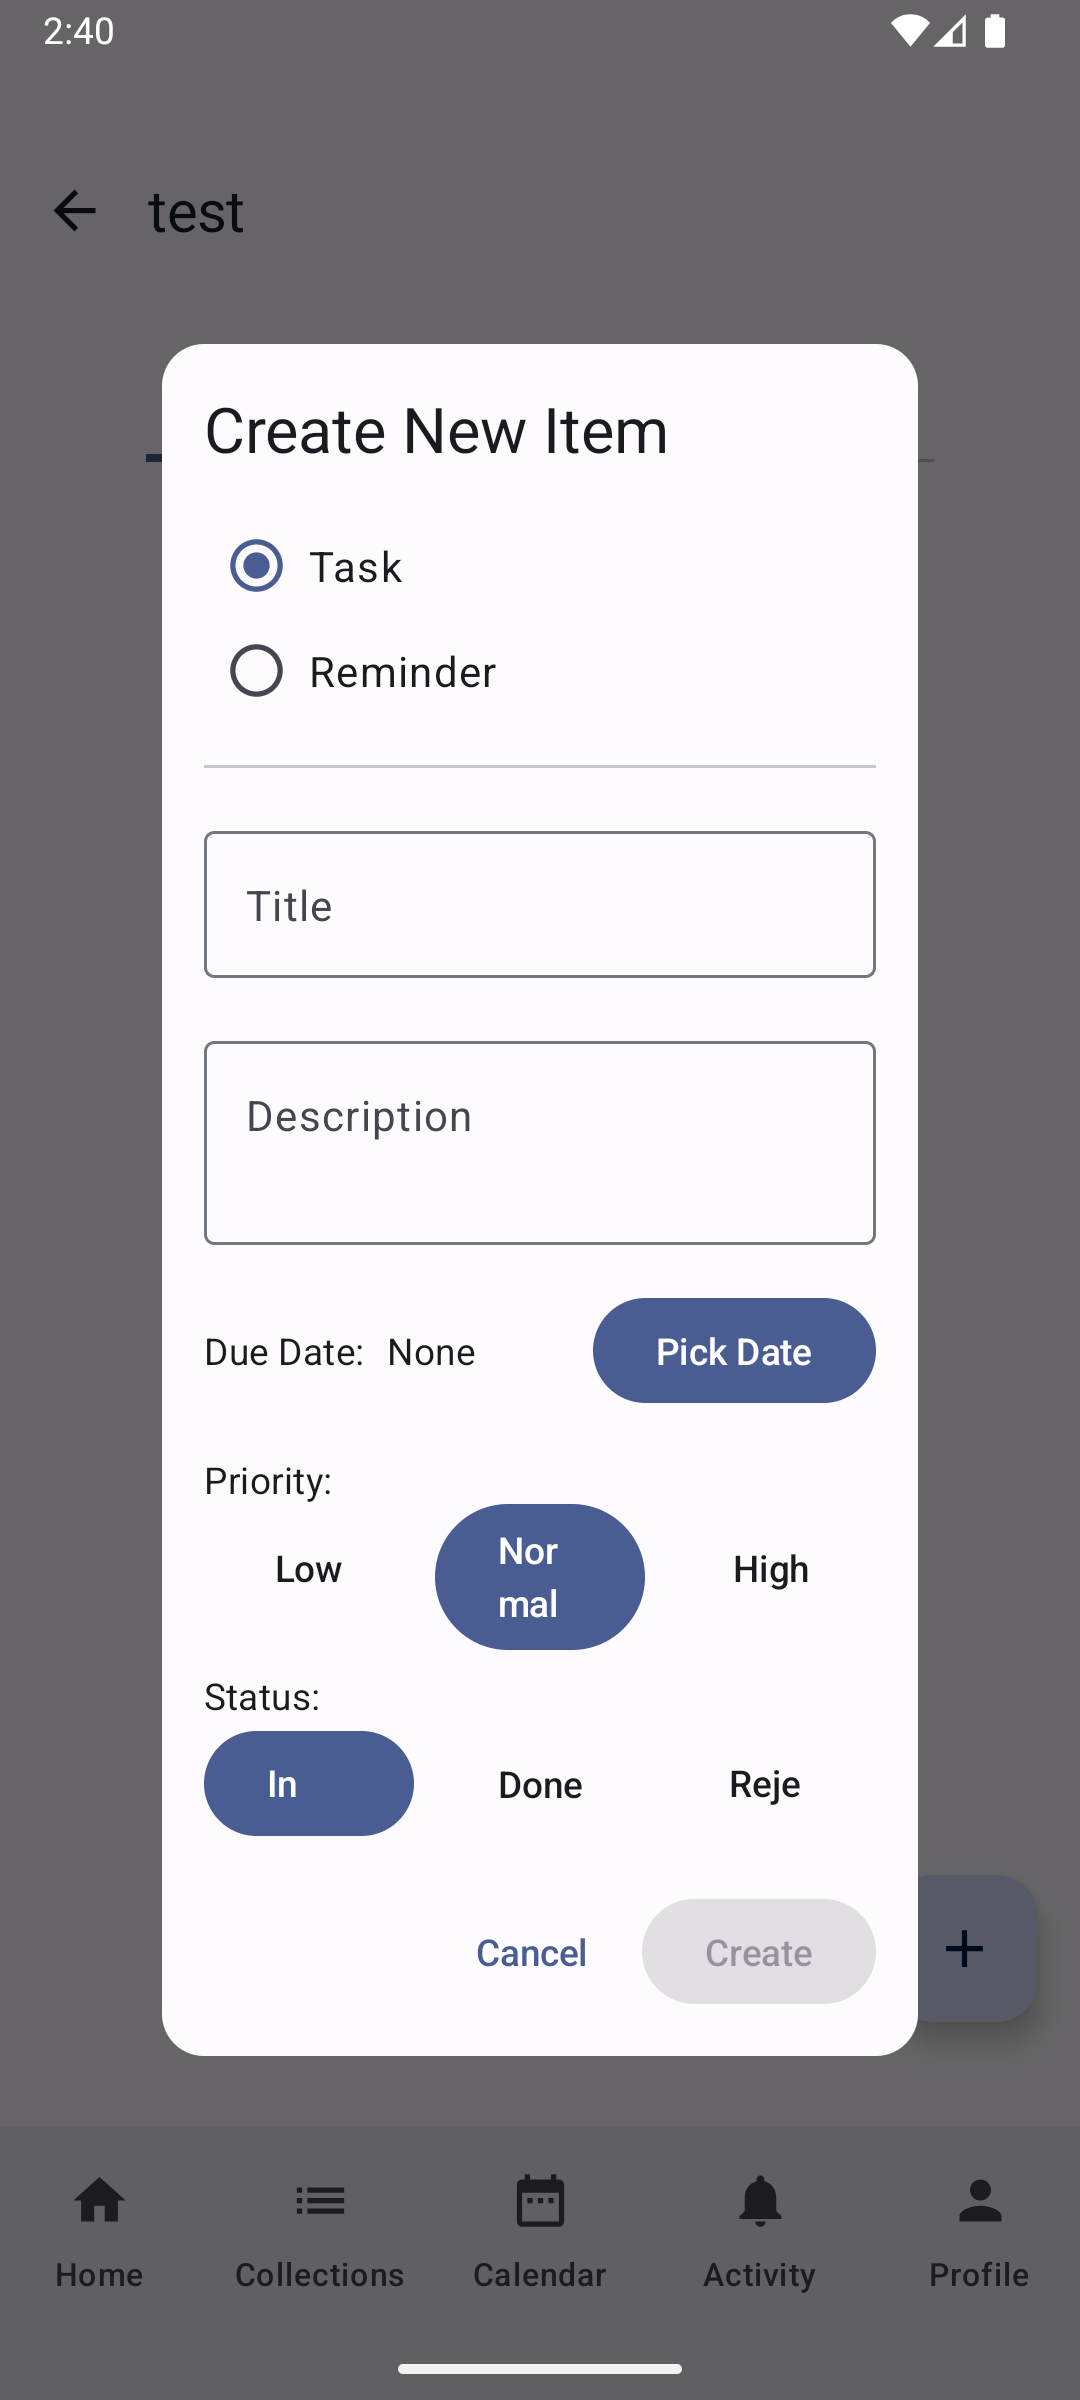 2:40
test
Create New Item
Task
Reminder
Title
Description
Due Date: None
Pick Date
Priority:
Low
Nor
mal
High
Status:
In
Done
Reje
Cancel
Create
Home
Collections
Calendar
Activity
Profile